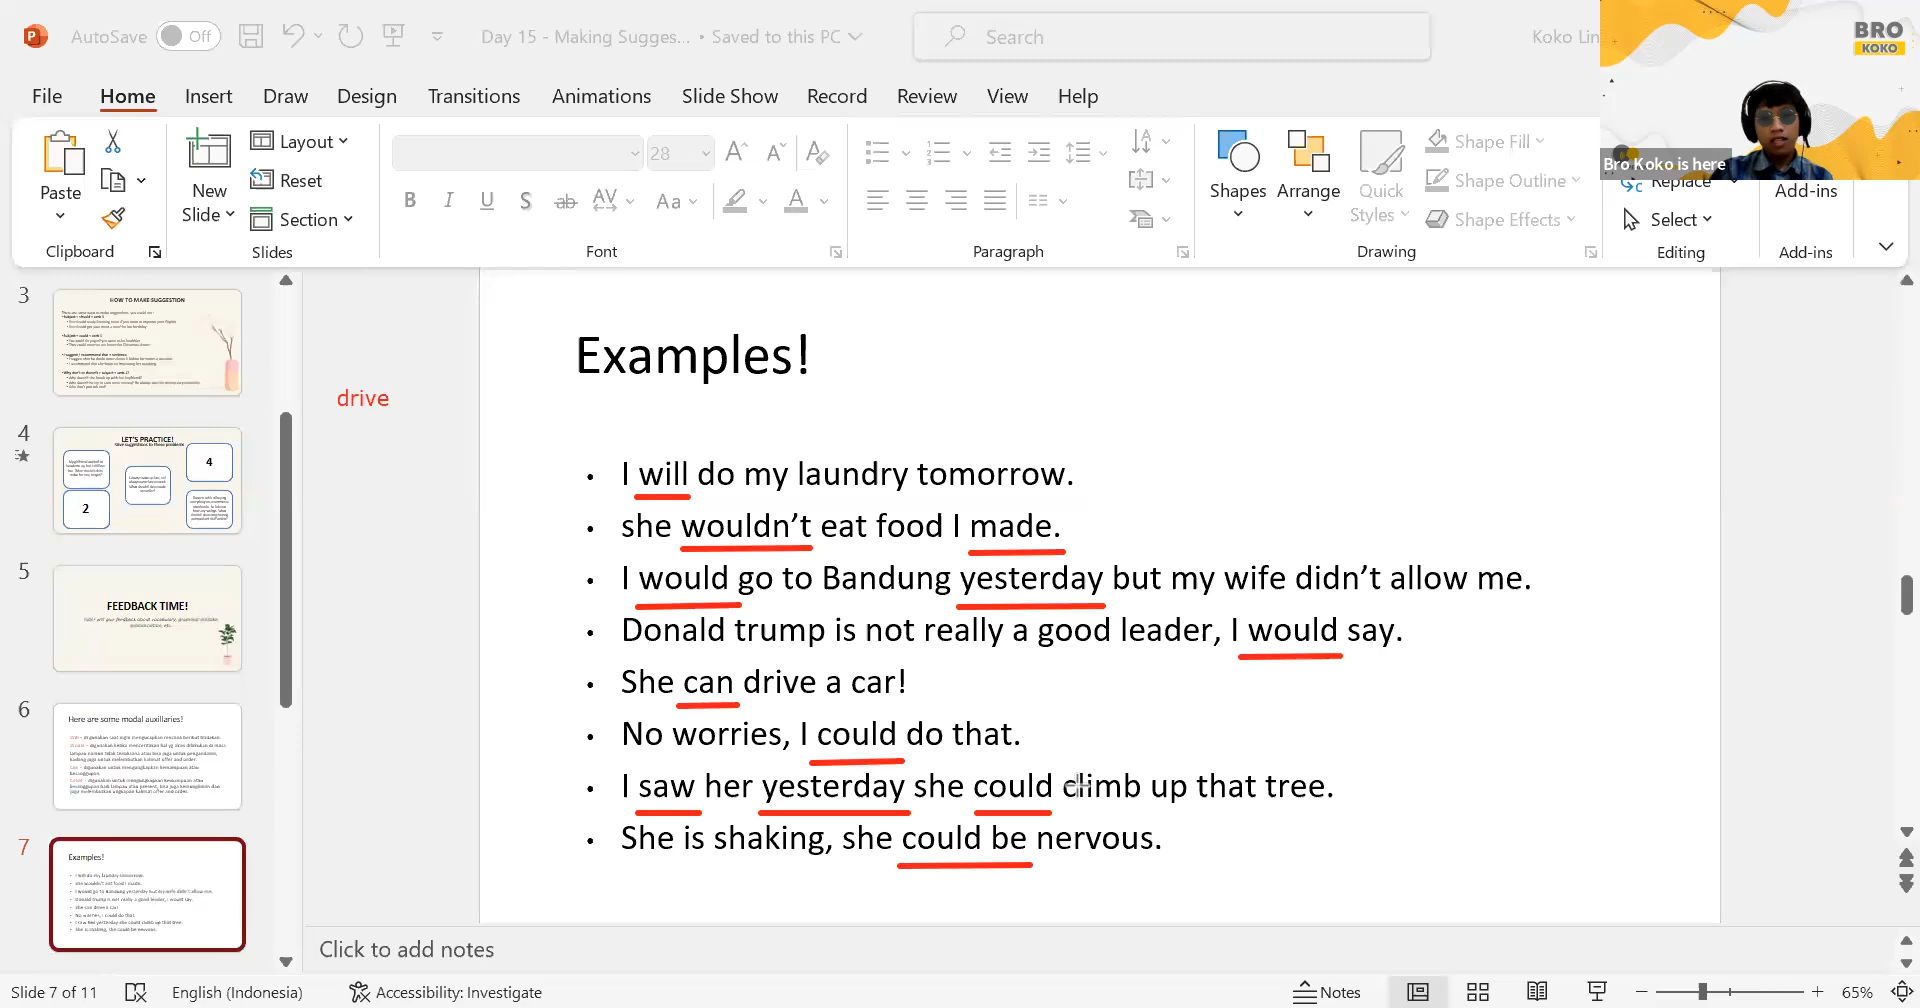 AutoSave Off Day 15 - Making Sugges... • Saved to this PC Search Koko Lin
BRO
KOKO
File Home Insert Draw Design Transitions Animations Slide Show Record Review View Help
Bro Koko is here
Paste
New
Slide
Layout
Reset
Section
28
Shapes
Arrange
Quick
Styles
Shape Fill
Shape Outline
Shape Effects
Replace
Select
Add-ins
Clipboard Slides Font Paragraph Drawing Editing Add-ins
3
HOW TO MAKE SUGGESTION
4
LET'S PRACTICE!
4
2
5
FEEDBACK TIME!
6
Here are some modal auxillaries!
7
Examples!
drive
Examples!
• I will do my laundry tomorrow.
• she wouldn't eat food I made.
• I would go to Bandung yesterday but my wife didn't allow me.
• Donald trump is not really a good leader, I would say.
• She can drive a car!
• No worries, I could do that.
• I saw her yesterday she could climb up that tree.
• She is shaking, she could be nervous.
Click to add notes
Slide 7 of 11 English (Indonesia) Accessibility: Investigate Notes 65%